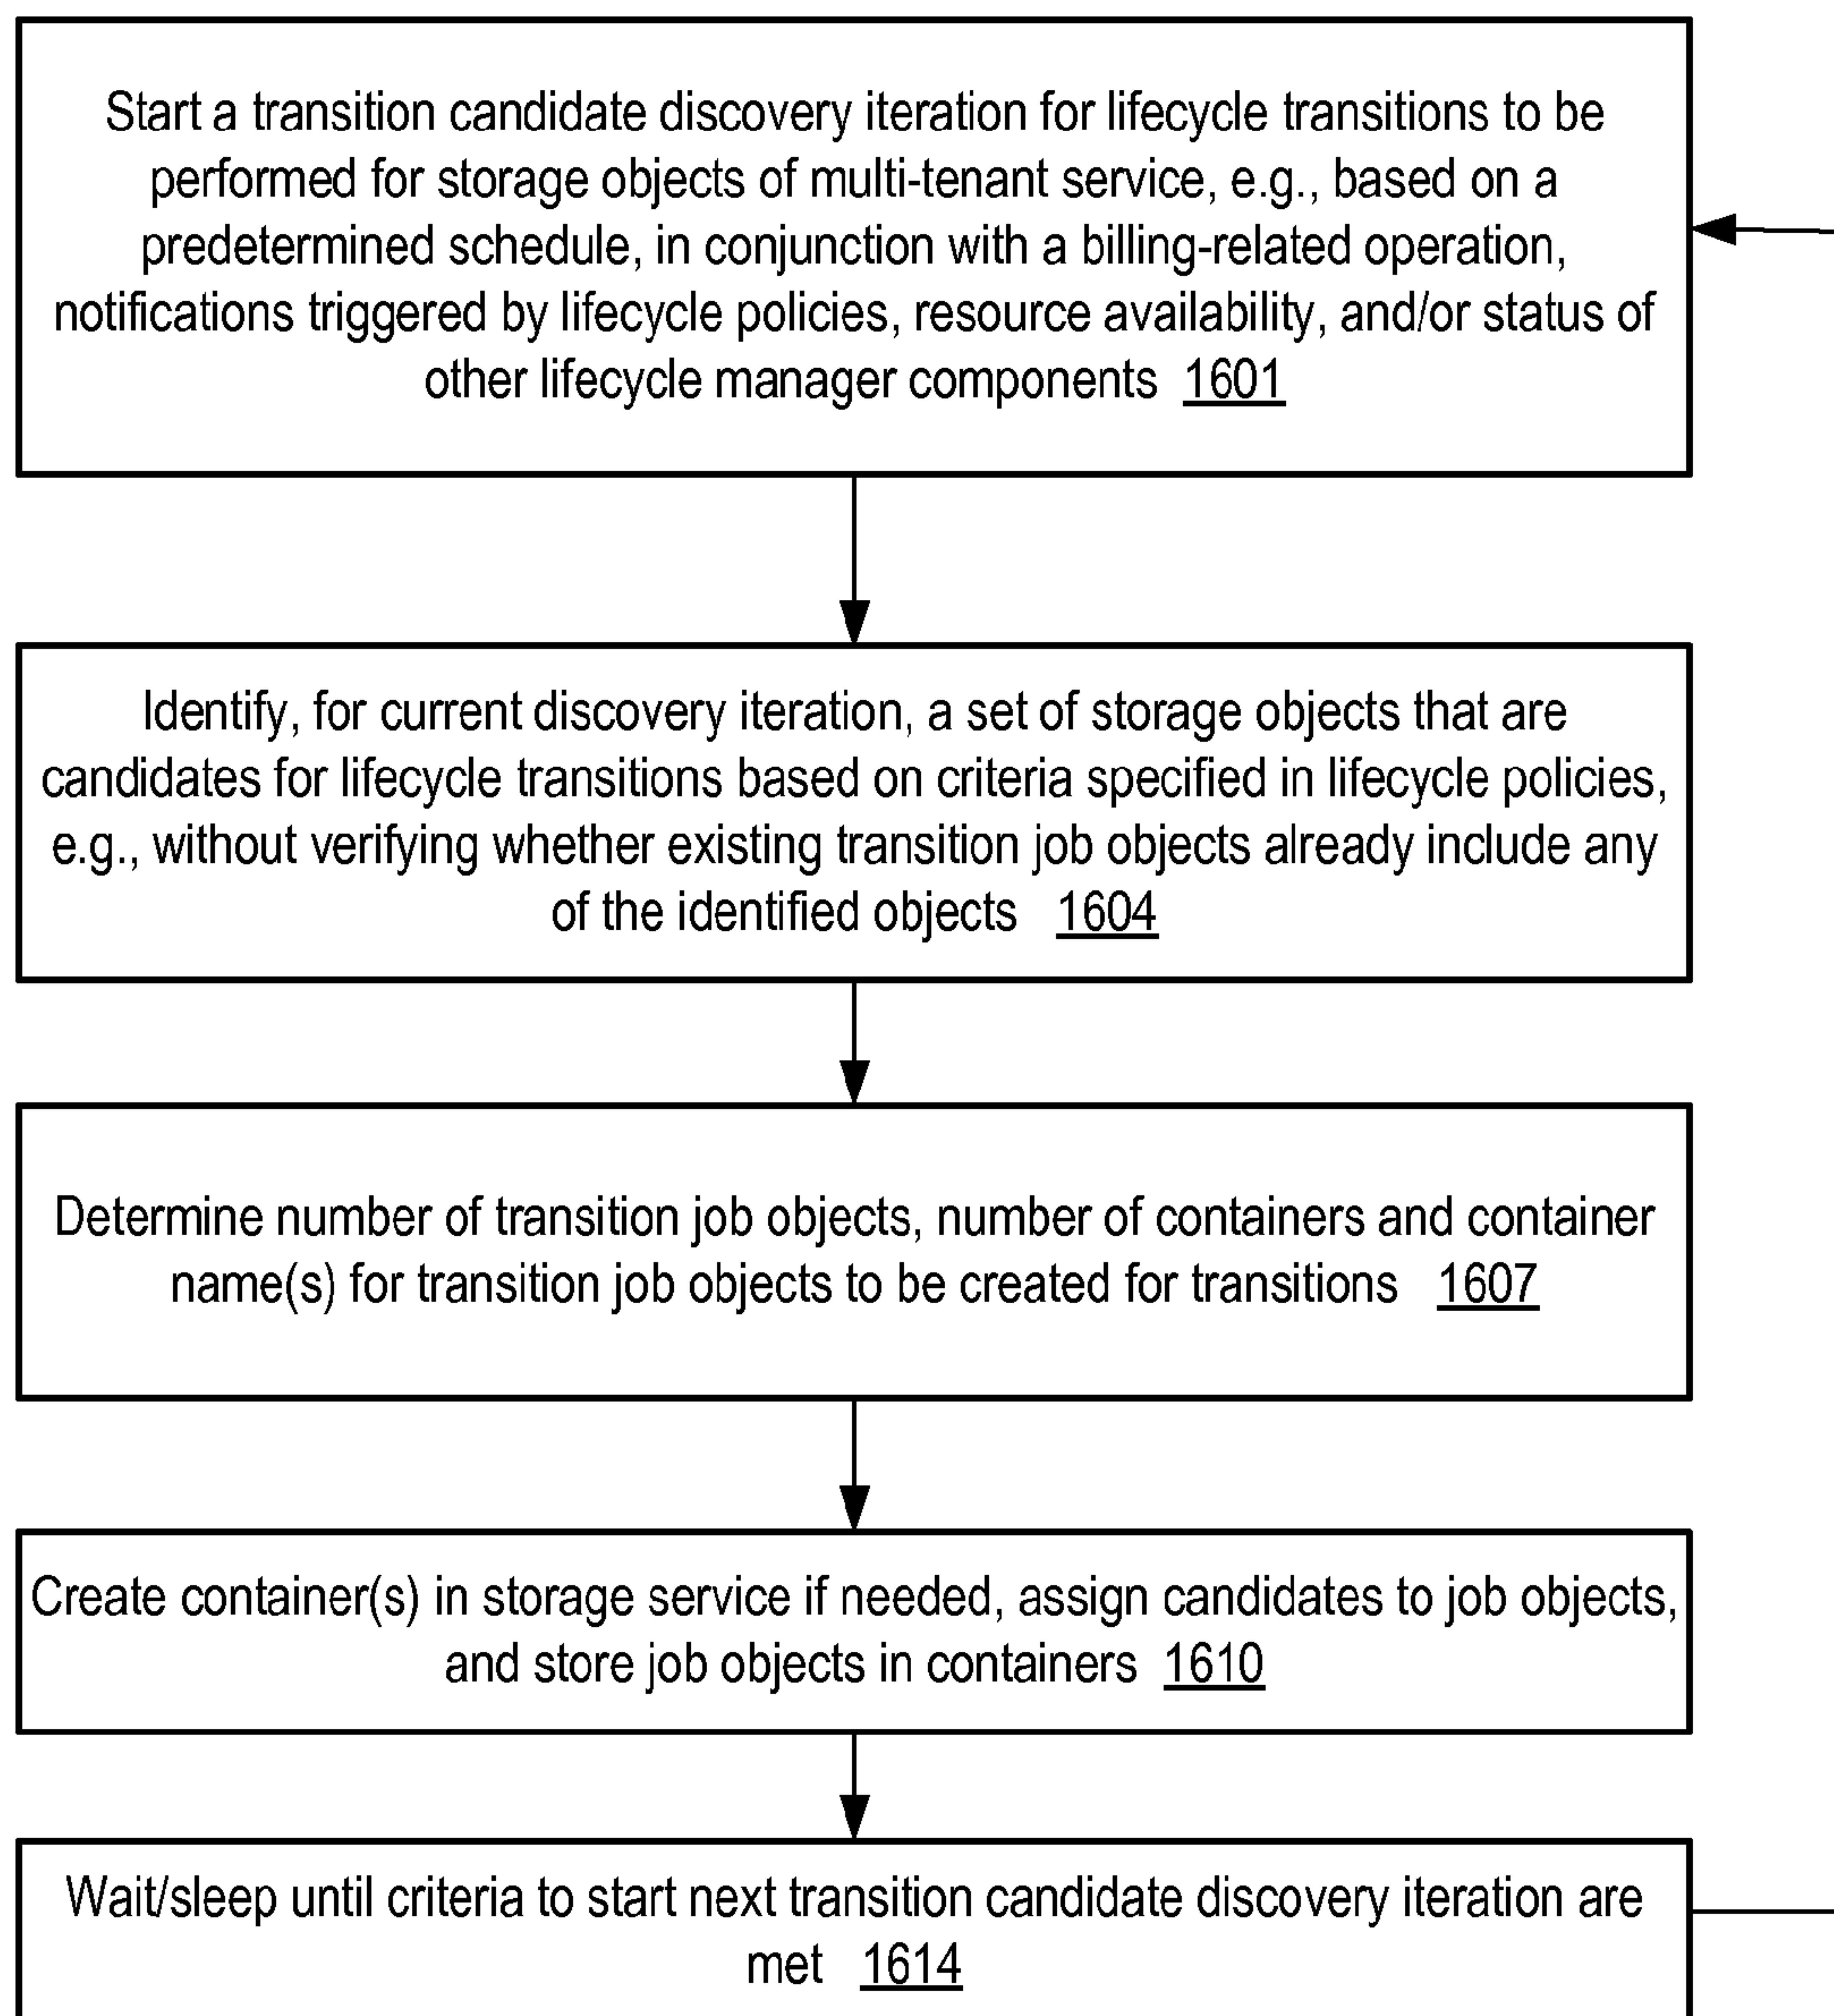 Start a transition candidate discovery iteration for lifecycle transitions to be
performed for storage objects of multi-tenant service, e.g., based on a
predetermined schedule, in conjunction with a billing-related operation,
notifications triggered by lifecycle policies, resource availability, and/or status of
other lifecycle manager components 1601
Identify, for current discovery iteration, a set of storage objects that are
candidates for lifecycle transitions based on criteria specified in lifecycle policies,
e.g., without verifying whether existing transition job objects already include any
of the identified objects 1604
Determine number of transition job objects, number of containers and container
name(s) for transition job objects to be created for transitions 1607
Create container(s) in storage service if needed, assign candidates to job objects,
and store job objects in containers 1610
Wait/sleep until criteria to start next transition candidate discovery iteration are
met 1614